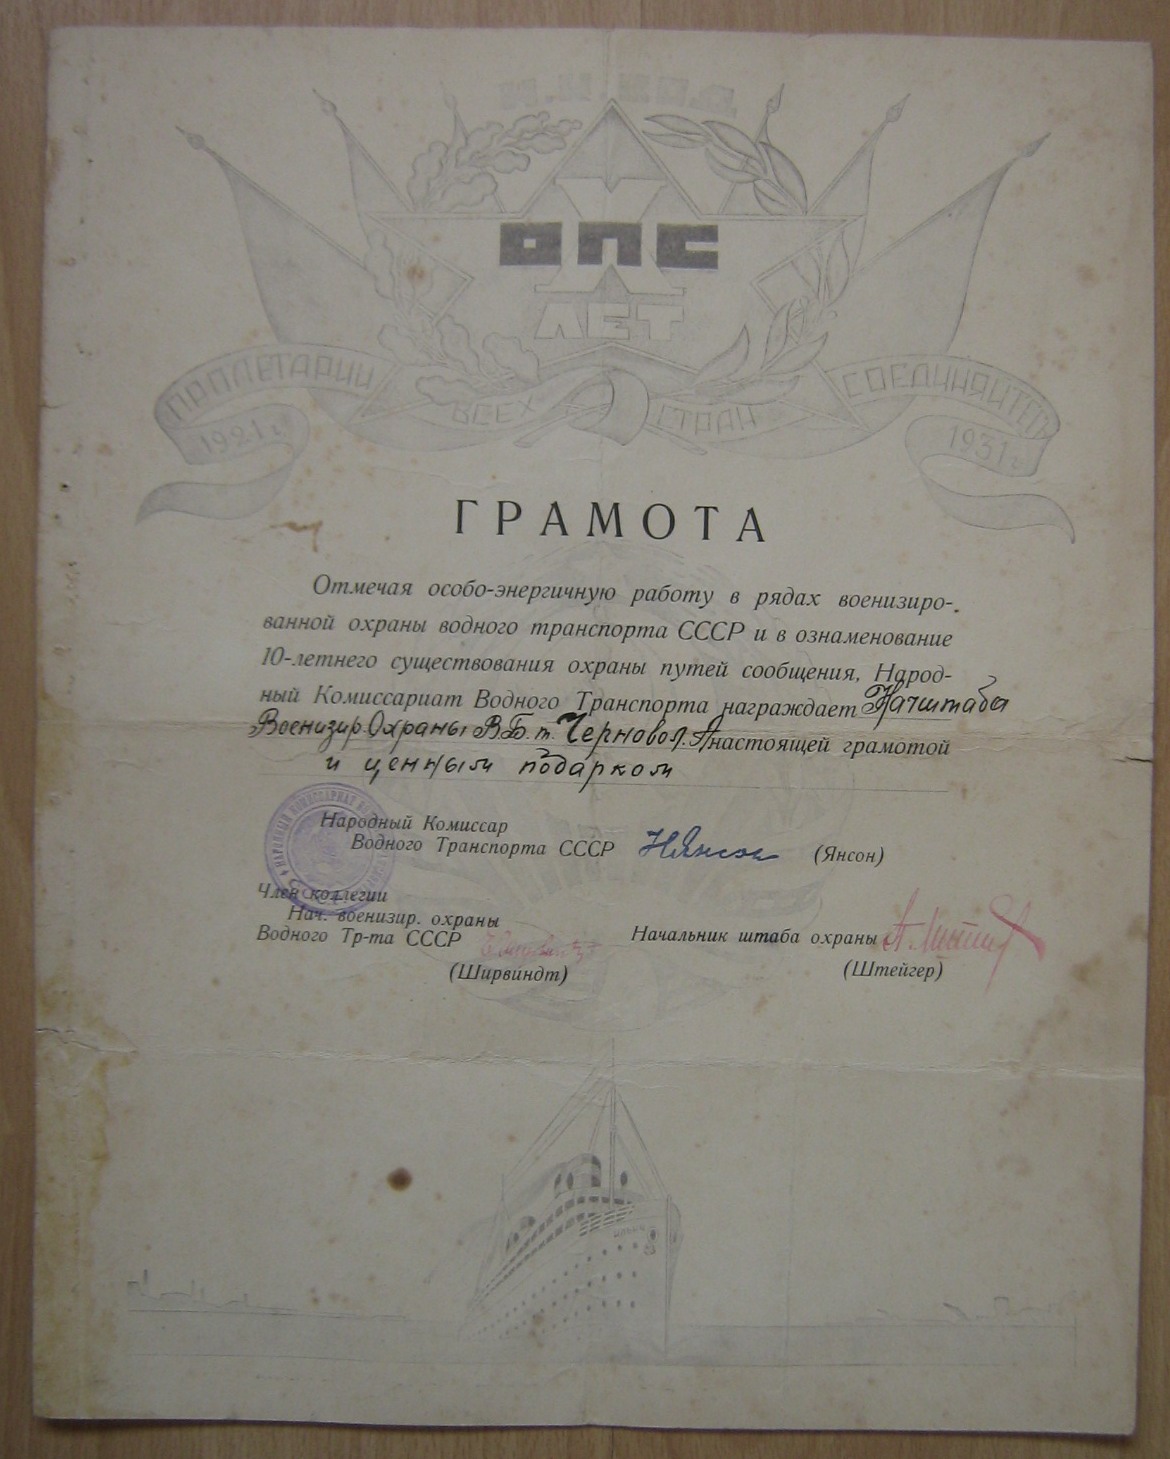 X
ОПС
ЛЕТ
ПРОЛЕТАРИИ ВСЕХ СТРАН СОЕДИНЯЙТЕСЬ
1921 г. 1931 г.
ГРАМОТА
Отмечая особо-энергичную работу в рядах военизиро-
ванной охраны водного транспорта СССР и в ознаменование
10-летнего существования охраны путей сообщения, Народ-
ный Комиссариат Водного Транспорта награждает Начштаба
Военизир. Охраны В.Б. т. Черновол. А настоящей грамотой
и ценным подарком
Народный Комиссар
Водного Транспорта СССР НЯнсон (Янсон)
Член коллегии
Нач. военизир. охраны
Водного Тр-та СССР Начальник штаба охраны
(Ширвиндт) (Штейгер)
НАРОДНЫЙ КОМИССАРИАТ